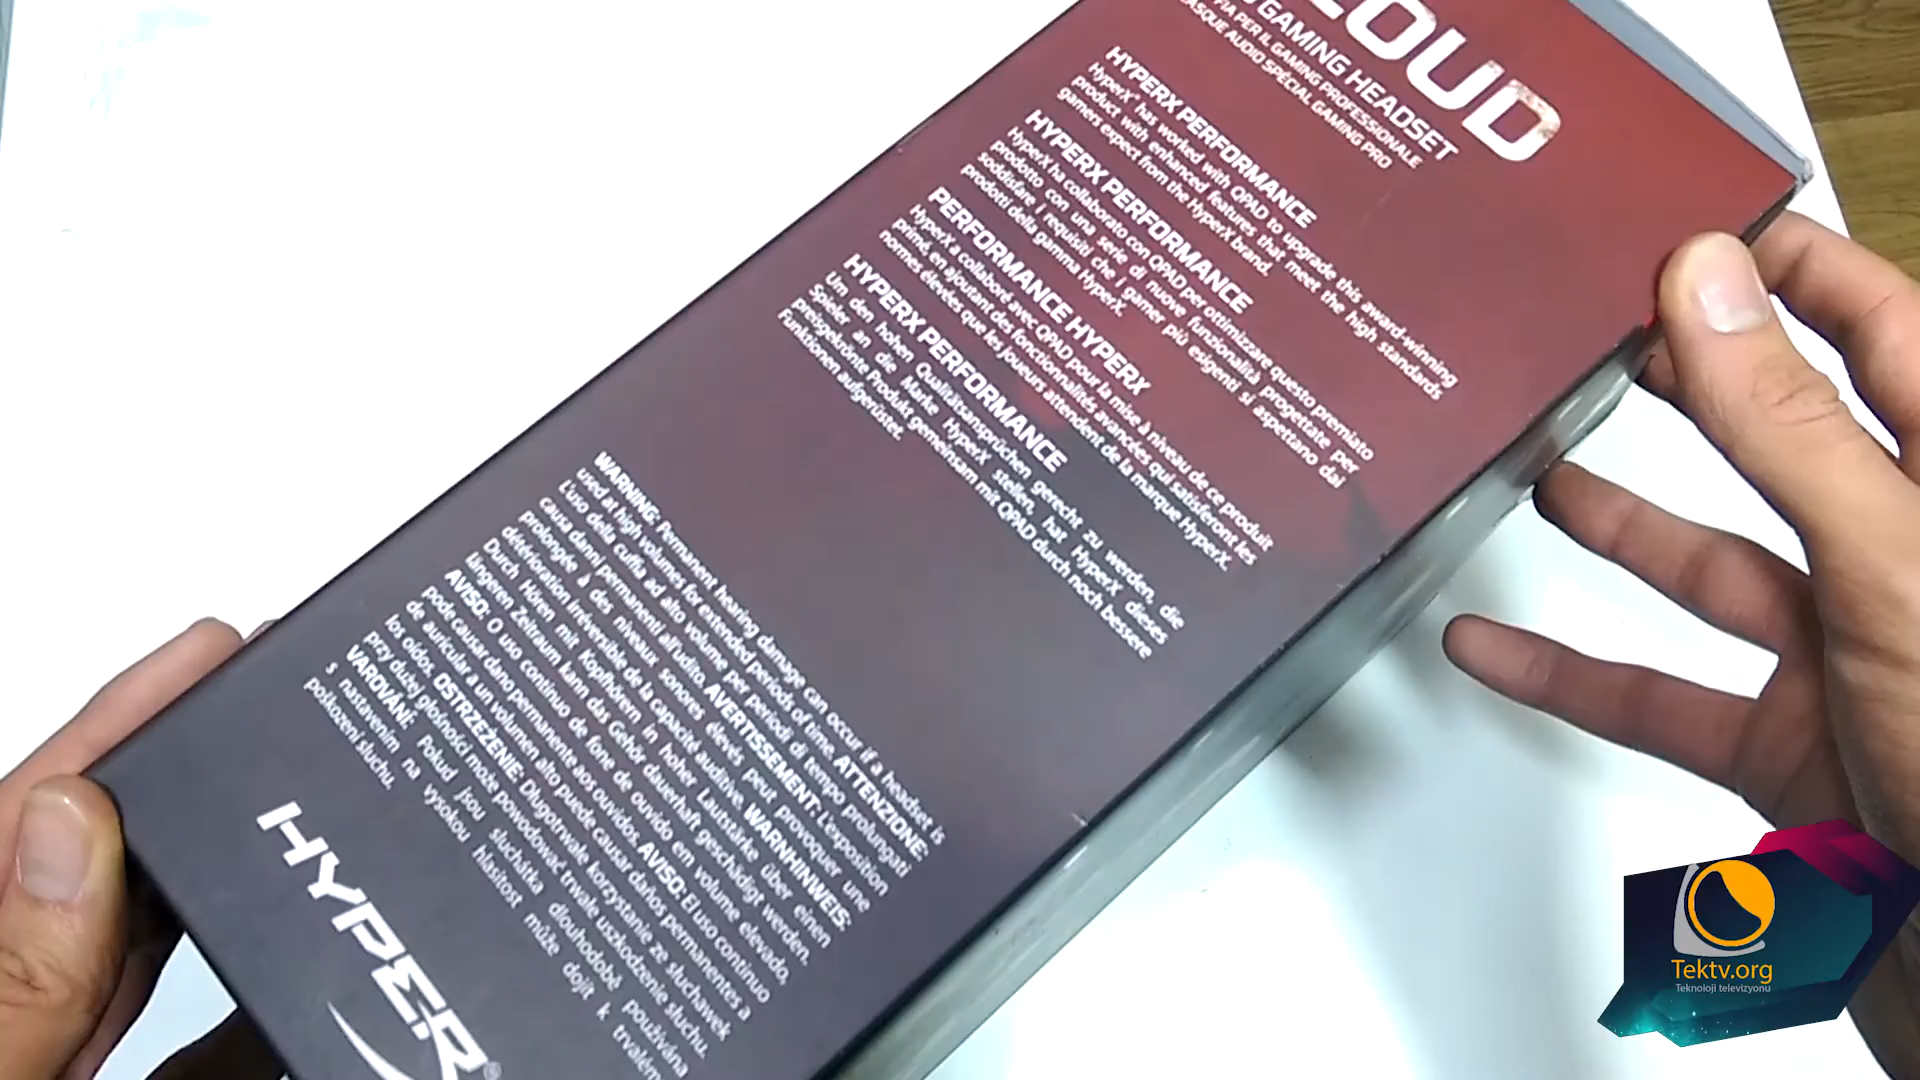 LOUD
GAMING HEADSET
FIA PER IL GAMING PROFESSIONALE
ASQUE AUDIO SPÉCIAL GAMING PRO
HYPERX PERFORMANCE
HyperX® has worked with QPAD to upgrade this award-winning
product with enhanced features that meet the high standards
gamers expect from the HyperX brand.
HYPERX PERFORMANCE
HyperX ha collaborato con QPAD per ottimizzare questo premiato
prodotto con una serie di nuove funzionalità progettate per
soddisfare i requisiti che i gamer più esigenti si aspettano dai
prodotti della gamma HyperX.
PERFORMANCE HYPERX
HyperX a collaboré avec QPAD pour la mise à niveau de ce produit
primé, en ajoutant des fonctionnalités avancées qui satisferont les
normes élevées que les joueurs attendent de la marque HyperX.
HYPERX PERFORMANCE
Um den hohen Qualitätsansprüchen gerecht zu werden, die
Spieler an die Marke HyperX stellen, hat HyperX dieses
preisgekrönte Produkt gemeinsam mit QPAD durch noch bessere
Funktionen aufgerüstet.
WARNING: Permanent hearing damage can occur if a headset is
used at high volumes for extended periods of time. ATTENZIONE:
L'uso della cuffia ad alto volume per periodi di tempo prolungati
causa danni permanenti all'udito. AVERTISSEMENT: L'exposition
prolongée à des niveaux sonores élevés peut provoquer une
détérioration irréversible de la capacité auditive. WARNHINWEIS:
Durch Hören mit Kopfhörern in hoher Lautstärke über einen
längeren Zeitraum kann das Gehör dauerhaft geschädigt werden.
AVISO: O uso contínuo de fone de ouvido em volume elevado,
pode causar dano permanente aos ouvidos. AVISO: El uso continuo
de auricular a un volumen alto puede causar daños permanentes a
los oídos. OSTRZEŻENIE: Długotrwałe korzystanie ze słuchawek
przy dużej głośności może powodować trwałe uszkodzenie słuchu.
VAROVÁNÍ: Pokud jsou sluchátka dlouhodobě používána
s nastavením na vysokou hlasitost může dojít k trvalém
poškození sluchu.
HYPER®
Tektv.org
Teknoloji televizyonu